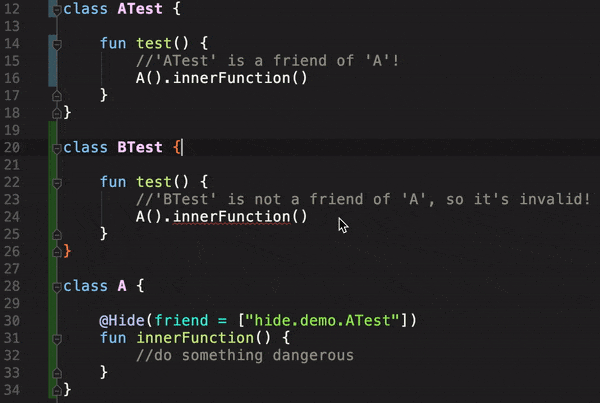 12 class ATest {
13
14     fun test() {
15         //'ATest' is a friend of 'A'!
16         A().innerFunction()
17     }
18 }
19
20 class BTest {
21
22     fun test() {
23         //'BTest' is not a friend of 'A', so it's invalid!
24         A().innerFunction()
25     }
26 }
27
28 class A {
29
30     @Hide(friend = ["hide.demo.ATest"])
31     fun innerFunction() {
32         //do something dangerous
33     }
34 }